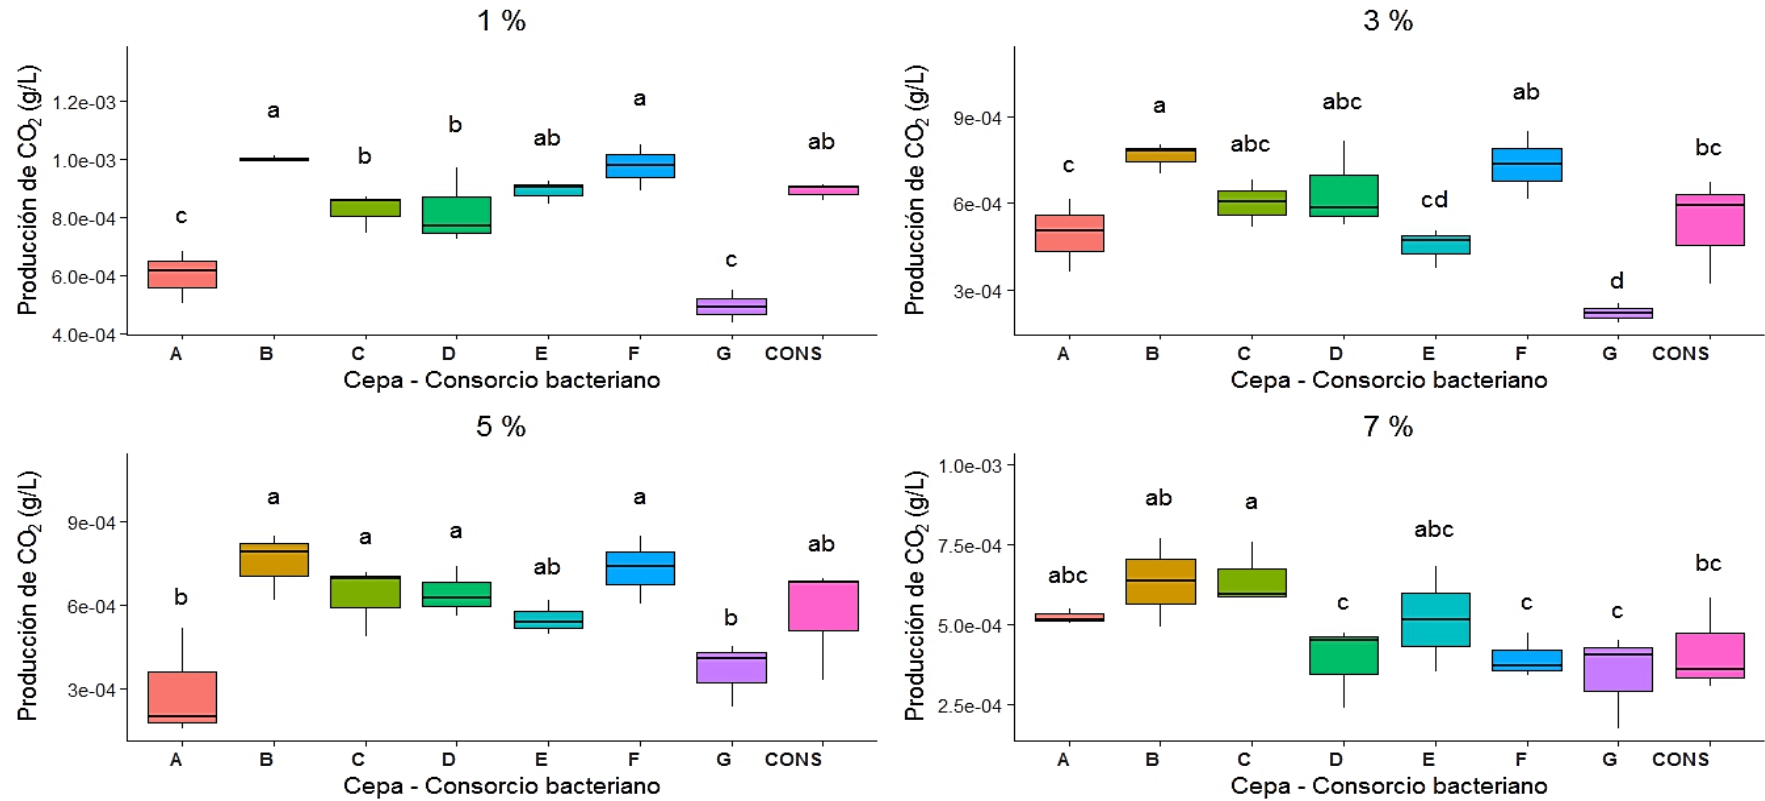 1 %
Producción de CO₂ (g/L)
1.2e-03
1.0e-03
8.0e-04
6.0e-04
4.0e-04
c a b b ab a c ab
A B C D E F G CONS
Cepa - Consorcio bacteriano
3 %
Producción de CO₂ (g/L)
9e-04
6e-04
3e-04
c a abc abc cd ab d bc
A B C D E F G CONS
Cepa - Consorcio bacteriano
5 %
Producción de CO₂ (g/L)
9e-04
6e-04
3e-04
b a a a ab a b ab
A B C D E F G CONS
Cepa - Consorcio bacteriano
7 %
Producción de CO₂ (g/L)
1.0e-03
7.5e-04
5.0e-04
2.5e-04
abc ab a c abc c c bc
A B C D E F G CONS
Cepa - Consorcio bacteriano